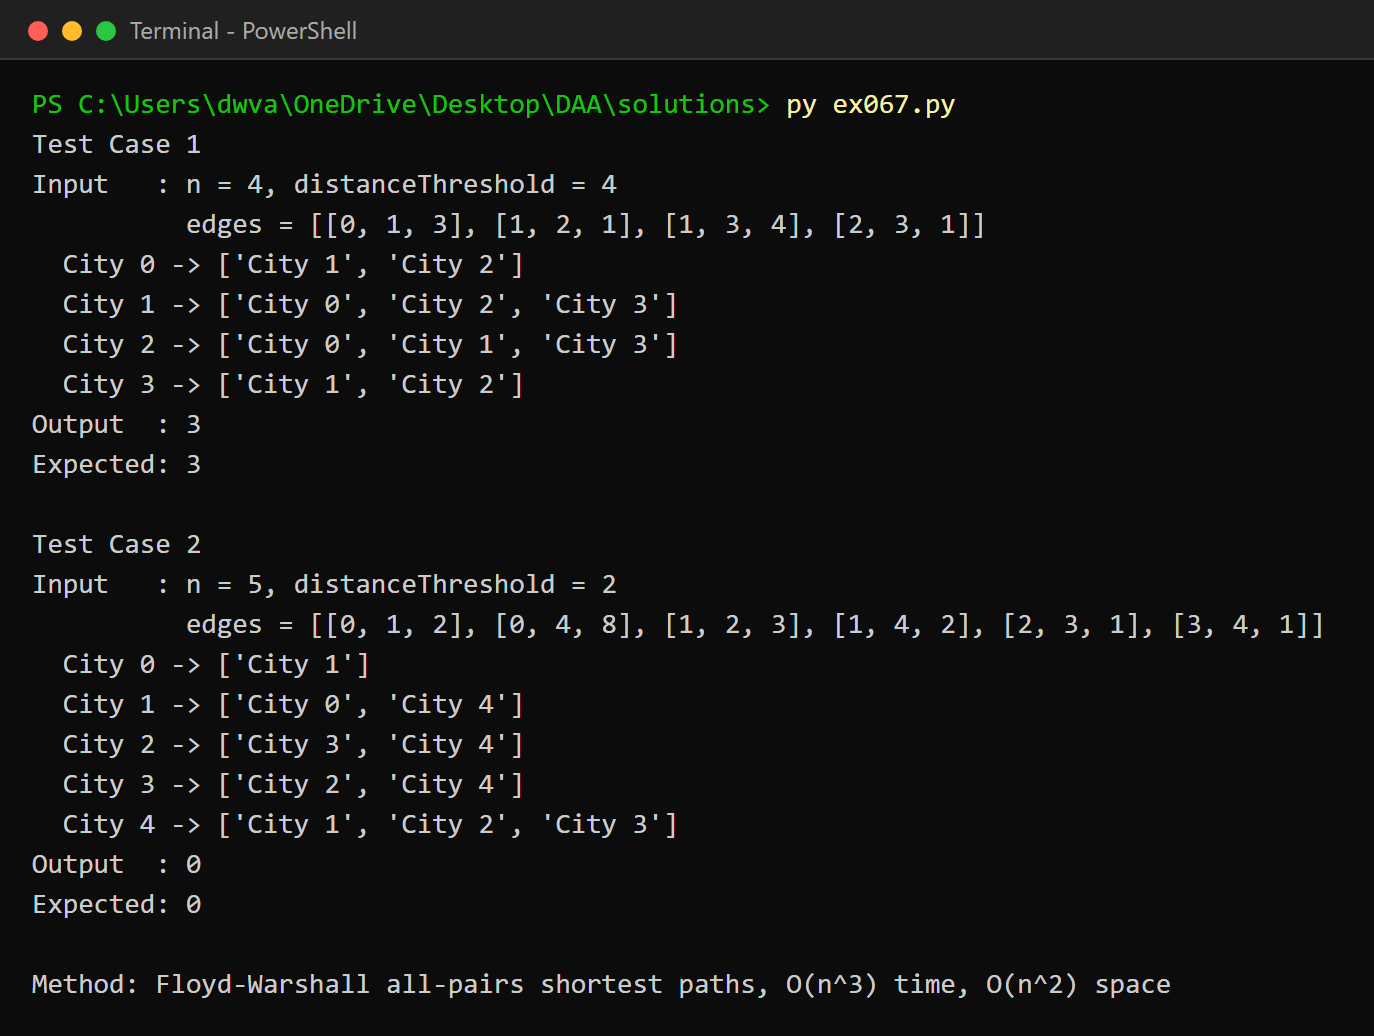 Terminal - PowerShell
PS C:\Users\dwva\OneDrive\Desktop\DAA\solutions> py ex067.py
Test Case 1
Input   : n = 4, distanceThreshold = 4
          edges = [[0, 1, 3], [1, 2, 1], [1, 3, 4], [2, 3, 1]]
  City 0 -> ['City 1', 'City 2']
  City 1 -> ['City 0', 'City 2', 'City 3']
  City 2 -> ['City 0', 'City 1', 'City 3']
  City 3 -> ['City 1', 'City 2']
Output  : 3
Expected: 3

Test Case 2
Input   : n = 5, distanceThreshold = 2
          edges = [[0, 1, 2], [0, 4, 8], [1, 2, 3], [1, 4, 2], [2, 3, 1], [3, 4, 1]]
  City 0 -> ['City 1']
  City 1 -> ['City 0', 'City 4']
  City 2 -> ['City 3', 'City 4']
  City 3 -> ['City 2', 'City 4']
  City 4 -> ['City 1', 'City 2', 'City 3']
Output  : 0
Expected: 0

Method: Floyd-Warshall all-pairs shortest paths, O(n^3) time, O(n^2) space